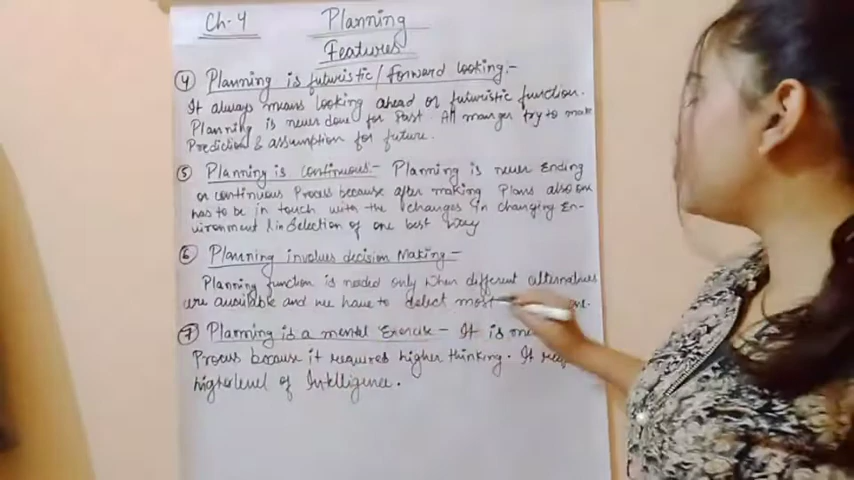 Ch-4 Planning
Features
④ Planning is futuristic/forward looking:-
It always means looking ahead or futuristic function.
Planning is never done for Past. All manger try to make
Prediction & assumption for future.
⑤ Planning is continuous:- Planning is never Ending
or continuous Process because after making Plans also one
has to be in touch with the changes in changing En-
vironment & in Selection of one best way
⑥ Planning involves decision Making -
Planning function is needed only when different alternatives
are available and we have to select most
⑦ Planning is a mental Exercise - It is
Process because it requires higher thinking. It
higher level of Intelligence.